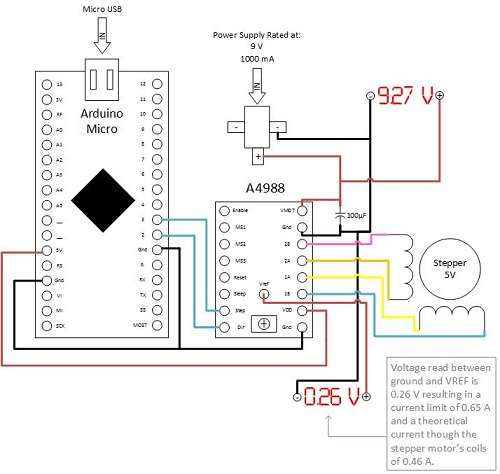 Micro USB
IN
Power Supply Rated at:
9 V
1000 mA
IN
9.27 V
Arduino
Micro
13
3V
RF
A0
A1
A2
A3
A4
A5
5V
RS
Gnd
VI
MI
SCK
12
11
10
9
8
7
6
5
4
3
2
Gnd
R
RX
TX
SS
MOST
A4988
Enable
MS1
MS2
MS3
Reset
Sleep
Step
Dir
VMOT
Gnd
2B
2A
1A
1B
VDD
Gnd
Vref
100µF
Stepper
5V
0.26 V
Voltage read between
ground and VREF is
0.26 V resulting in a
current limit of 0.65 A
and a theoretical
current though the
stepper motor's coils
of 0.46 A.